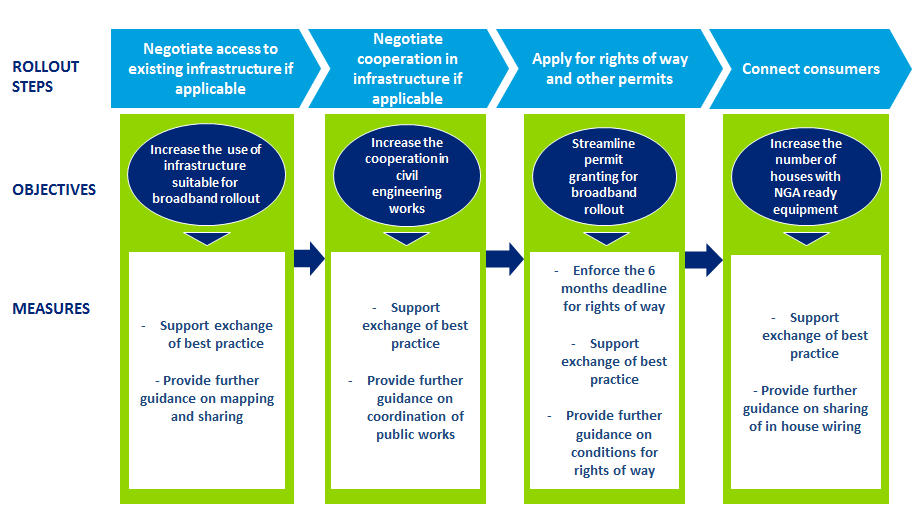 ROLLOUT
STEPS
Negotiate access to
existing infrastructure if
applicable
Negotiate
cooperation in
infrastructure if
applicable
Apply for rights of way
and other permits
Connect consumers
OBJECTIVES
Increase the use of
infrastructure
suitable for
broadband rollout
Increase the
cooperation in
civil
engineering
works
Streamline
permit
granting for
broadband
rollout
Increase the
number of
houses with
NGA ready
equipment
MEASURES
- Support exchange
of best practice
- Provide further
guidance on mapping
and sharing
- Support
exchange of best
practice
- Provide further
guidance on
coordination of
public works
- Enforce the 6
months deadline
for rights of way
- Support
exchange of best
practice
- Provide further
guidance on
conditions for
rights of way
- Support
exchange of best
practice
- Provide further
guidance on sharing
of in house wiring